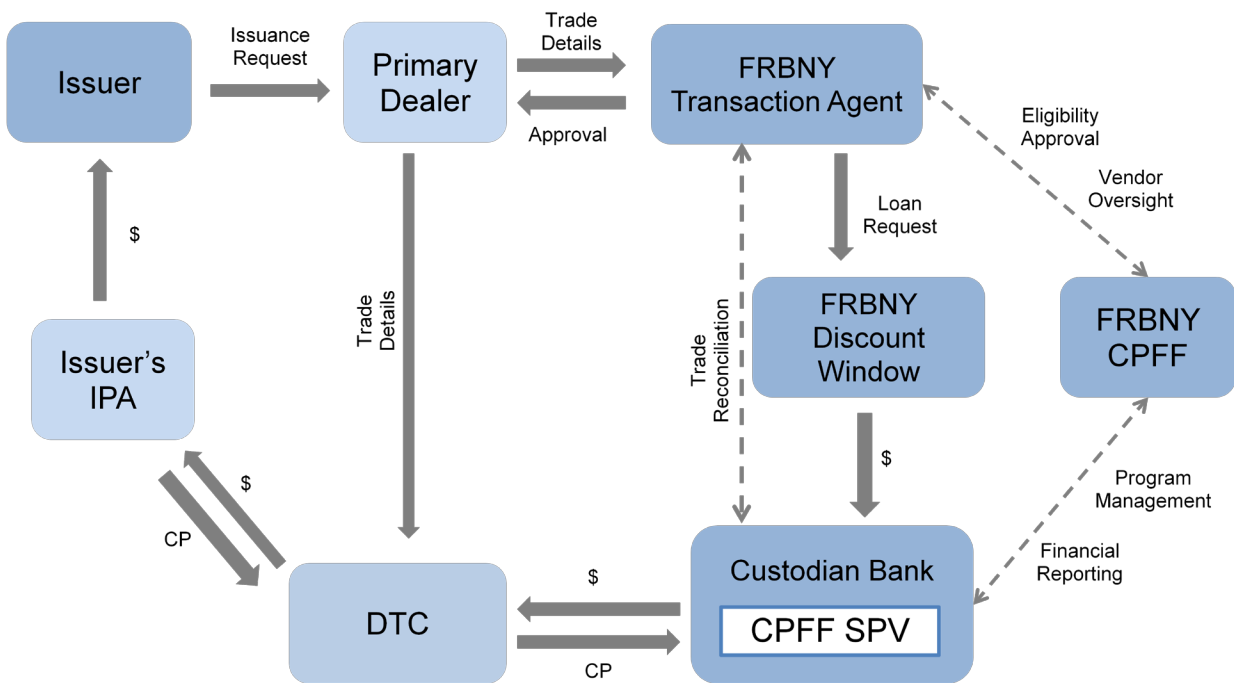 Issuer
Issuance
Request
Primary
Dealer
Trade
Details
Approval
FRBNY
Transaction Agent
Eligibility
Approval
Vendor
Oversight
Loan
Request
$
Trade
Details
Trade
Reconciliation
FRBNY
Discount
Window
FRBNY
CPFF
Issuer's
IPA
$
CP
$
Program
Management
Financial
Reporting
DTC
$
CP
Custodian Bank
CPFF SPV